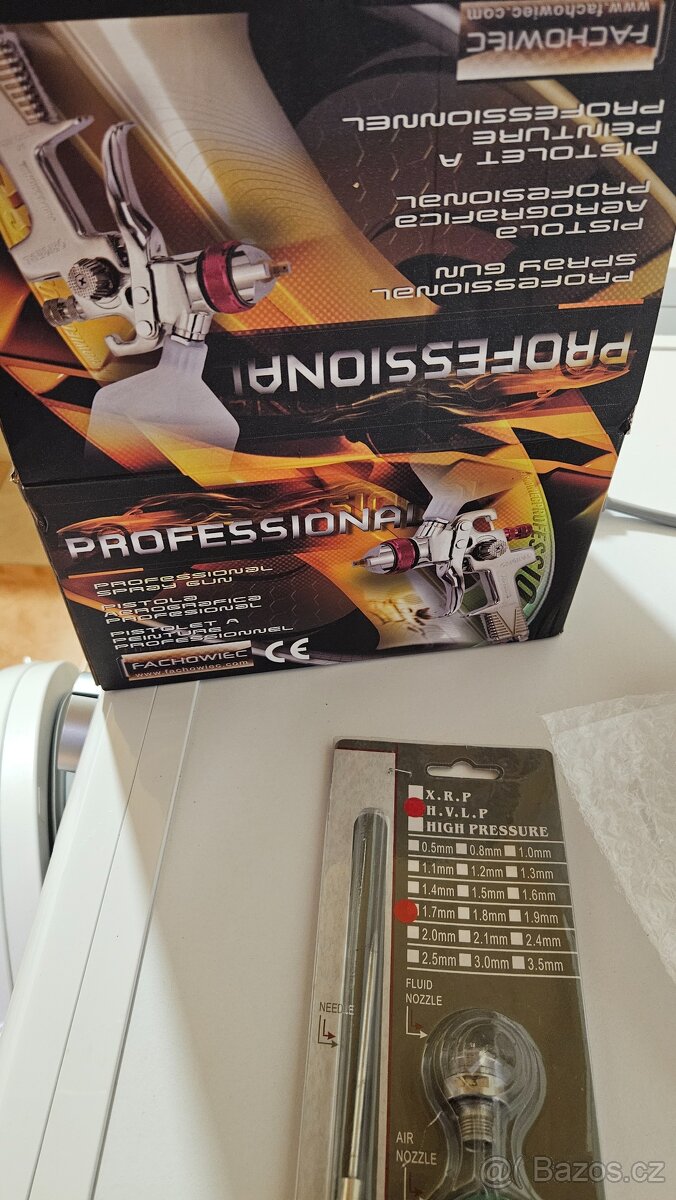 FACHOWIEC
www.fachowiec.com
PISTOLET A
PEINTURE
PROFESSIONNEL
PISTOLA
AEROGRAFICA
PROFESIONAL
PROFESSIONAL
SPRAY GUN
PROFESSIONAL
PROFESSIONAL
PROFESSIONAL
SPRAY GUN
PISTOLA
AEROGRAFICA
PROFESIONAL
PISTOLET A
PEINTURE
PROFESSIONNEL
FACHOWIEC
www.fachowiec.com
CE
X.R.P
H.V.L.P
HIGH PRESSURE
0.5mm 0.8mm 1.0mm
1.1mm 1.2mm 1.3mm
1.4mm 1.5mm 1.6mm
1.7mm 1.8mm 1.9mm
2.0mm 2.1mm 2.4mm
2.5mm 3.0mm 3.5mm
FLUID
NOZZLE
NEEDLE
AIR
NOZZLE
Bazos.cz